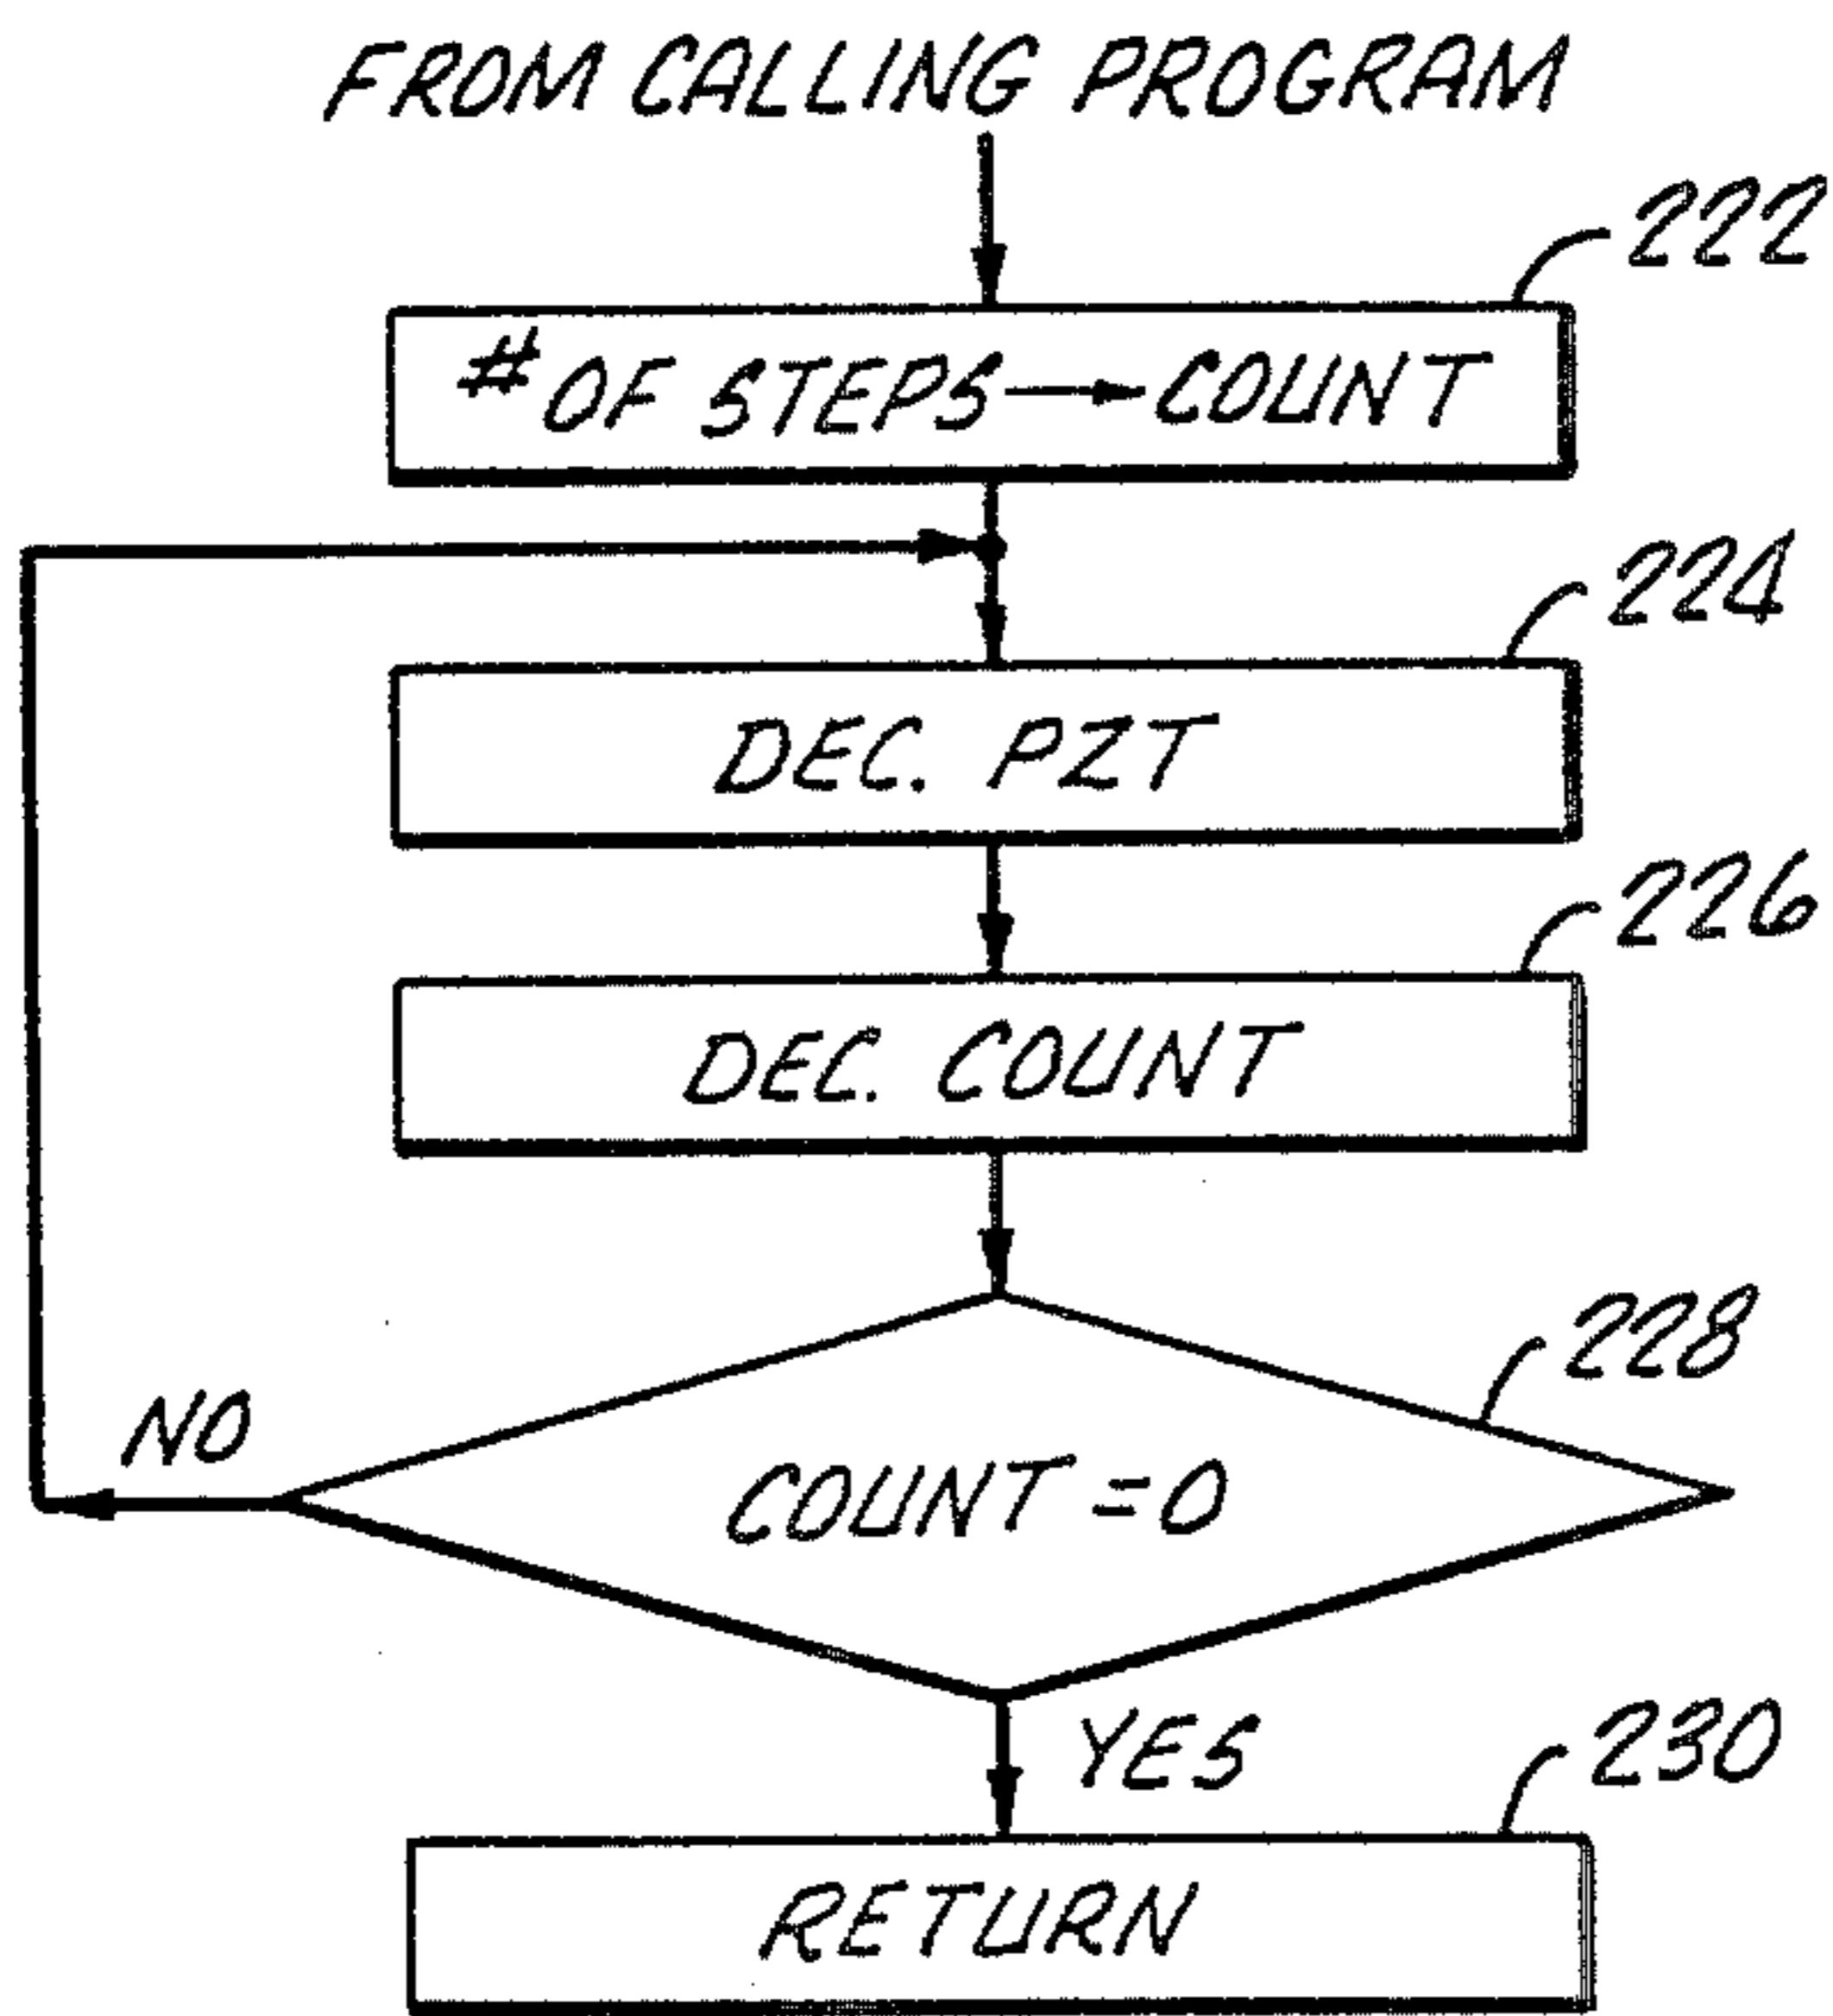 FROM CALLING PROGRAM
222
# OF STEPS → COUNT
224
DEC. PZT
226
DEC. COUNT
228
NO
COUNT = 0
YES
230
RETURN